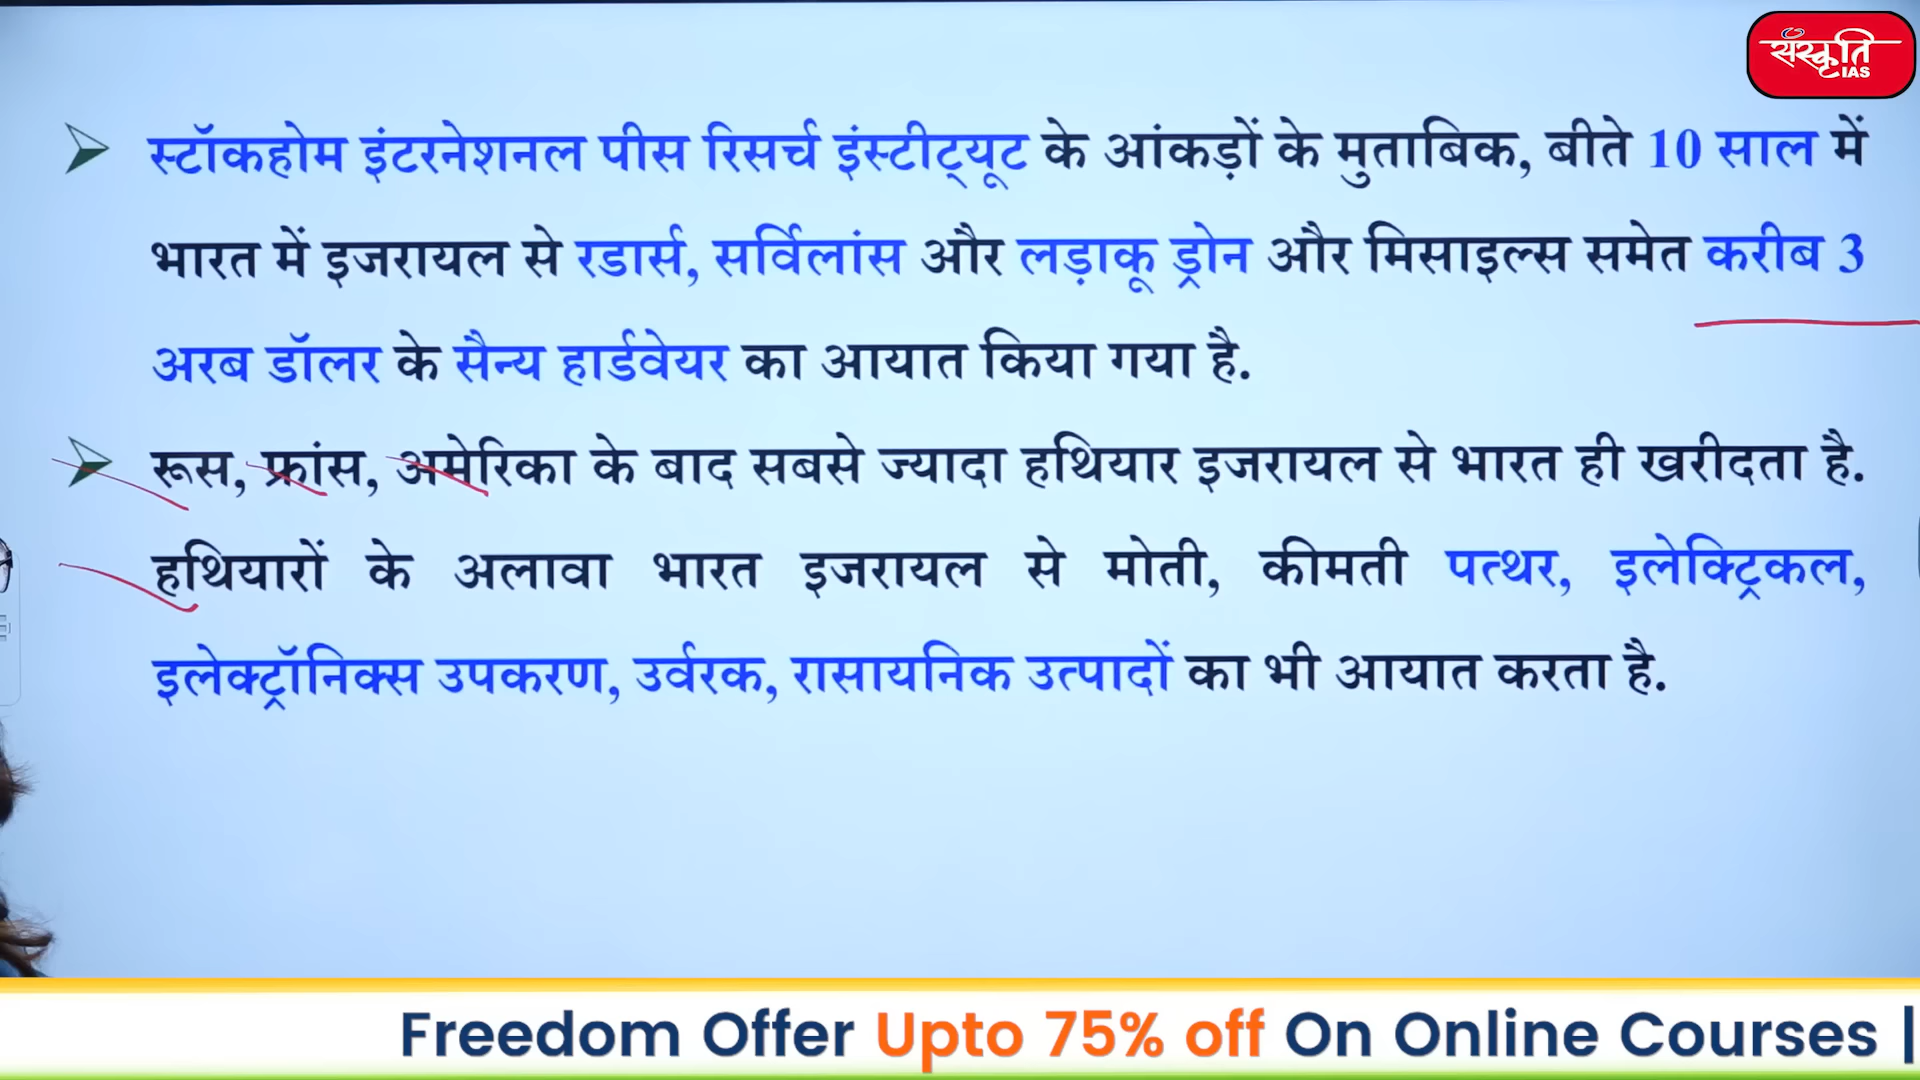 संस्कृति
IAS
स्टॉकहोम इंटरनेशनल पीस रिसर्च इंस्टीट्यूट के आंकड़ों के मुताबिक, बीते 10 साल में
भारत में इजरायल से रडार्स, सर्विलांस और लड़ाकू ड्रोन और मिसाइल्स समेत करीब 3
अरब डॉलर के सैन्य हार्डवेयर का आयात किया गया है.
रूस, फ्रांस, अमेरिका के बाद सबसे ज्यादा हथियार इजरायल से भारत ही खरीदता है.
हथियारों के अलावा भारत इजरायल से मोती, कीमती पत्थर, इलेक्ट्रिकल,
इलेक्ट्रॉनिक्स उपकरण, उर्वरक, रासायनिक उत्पादों का भी आयात करता है.
Freedom Offer Upto 75% off On Online Courses |